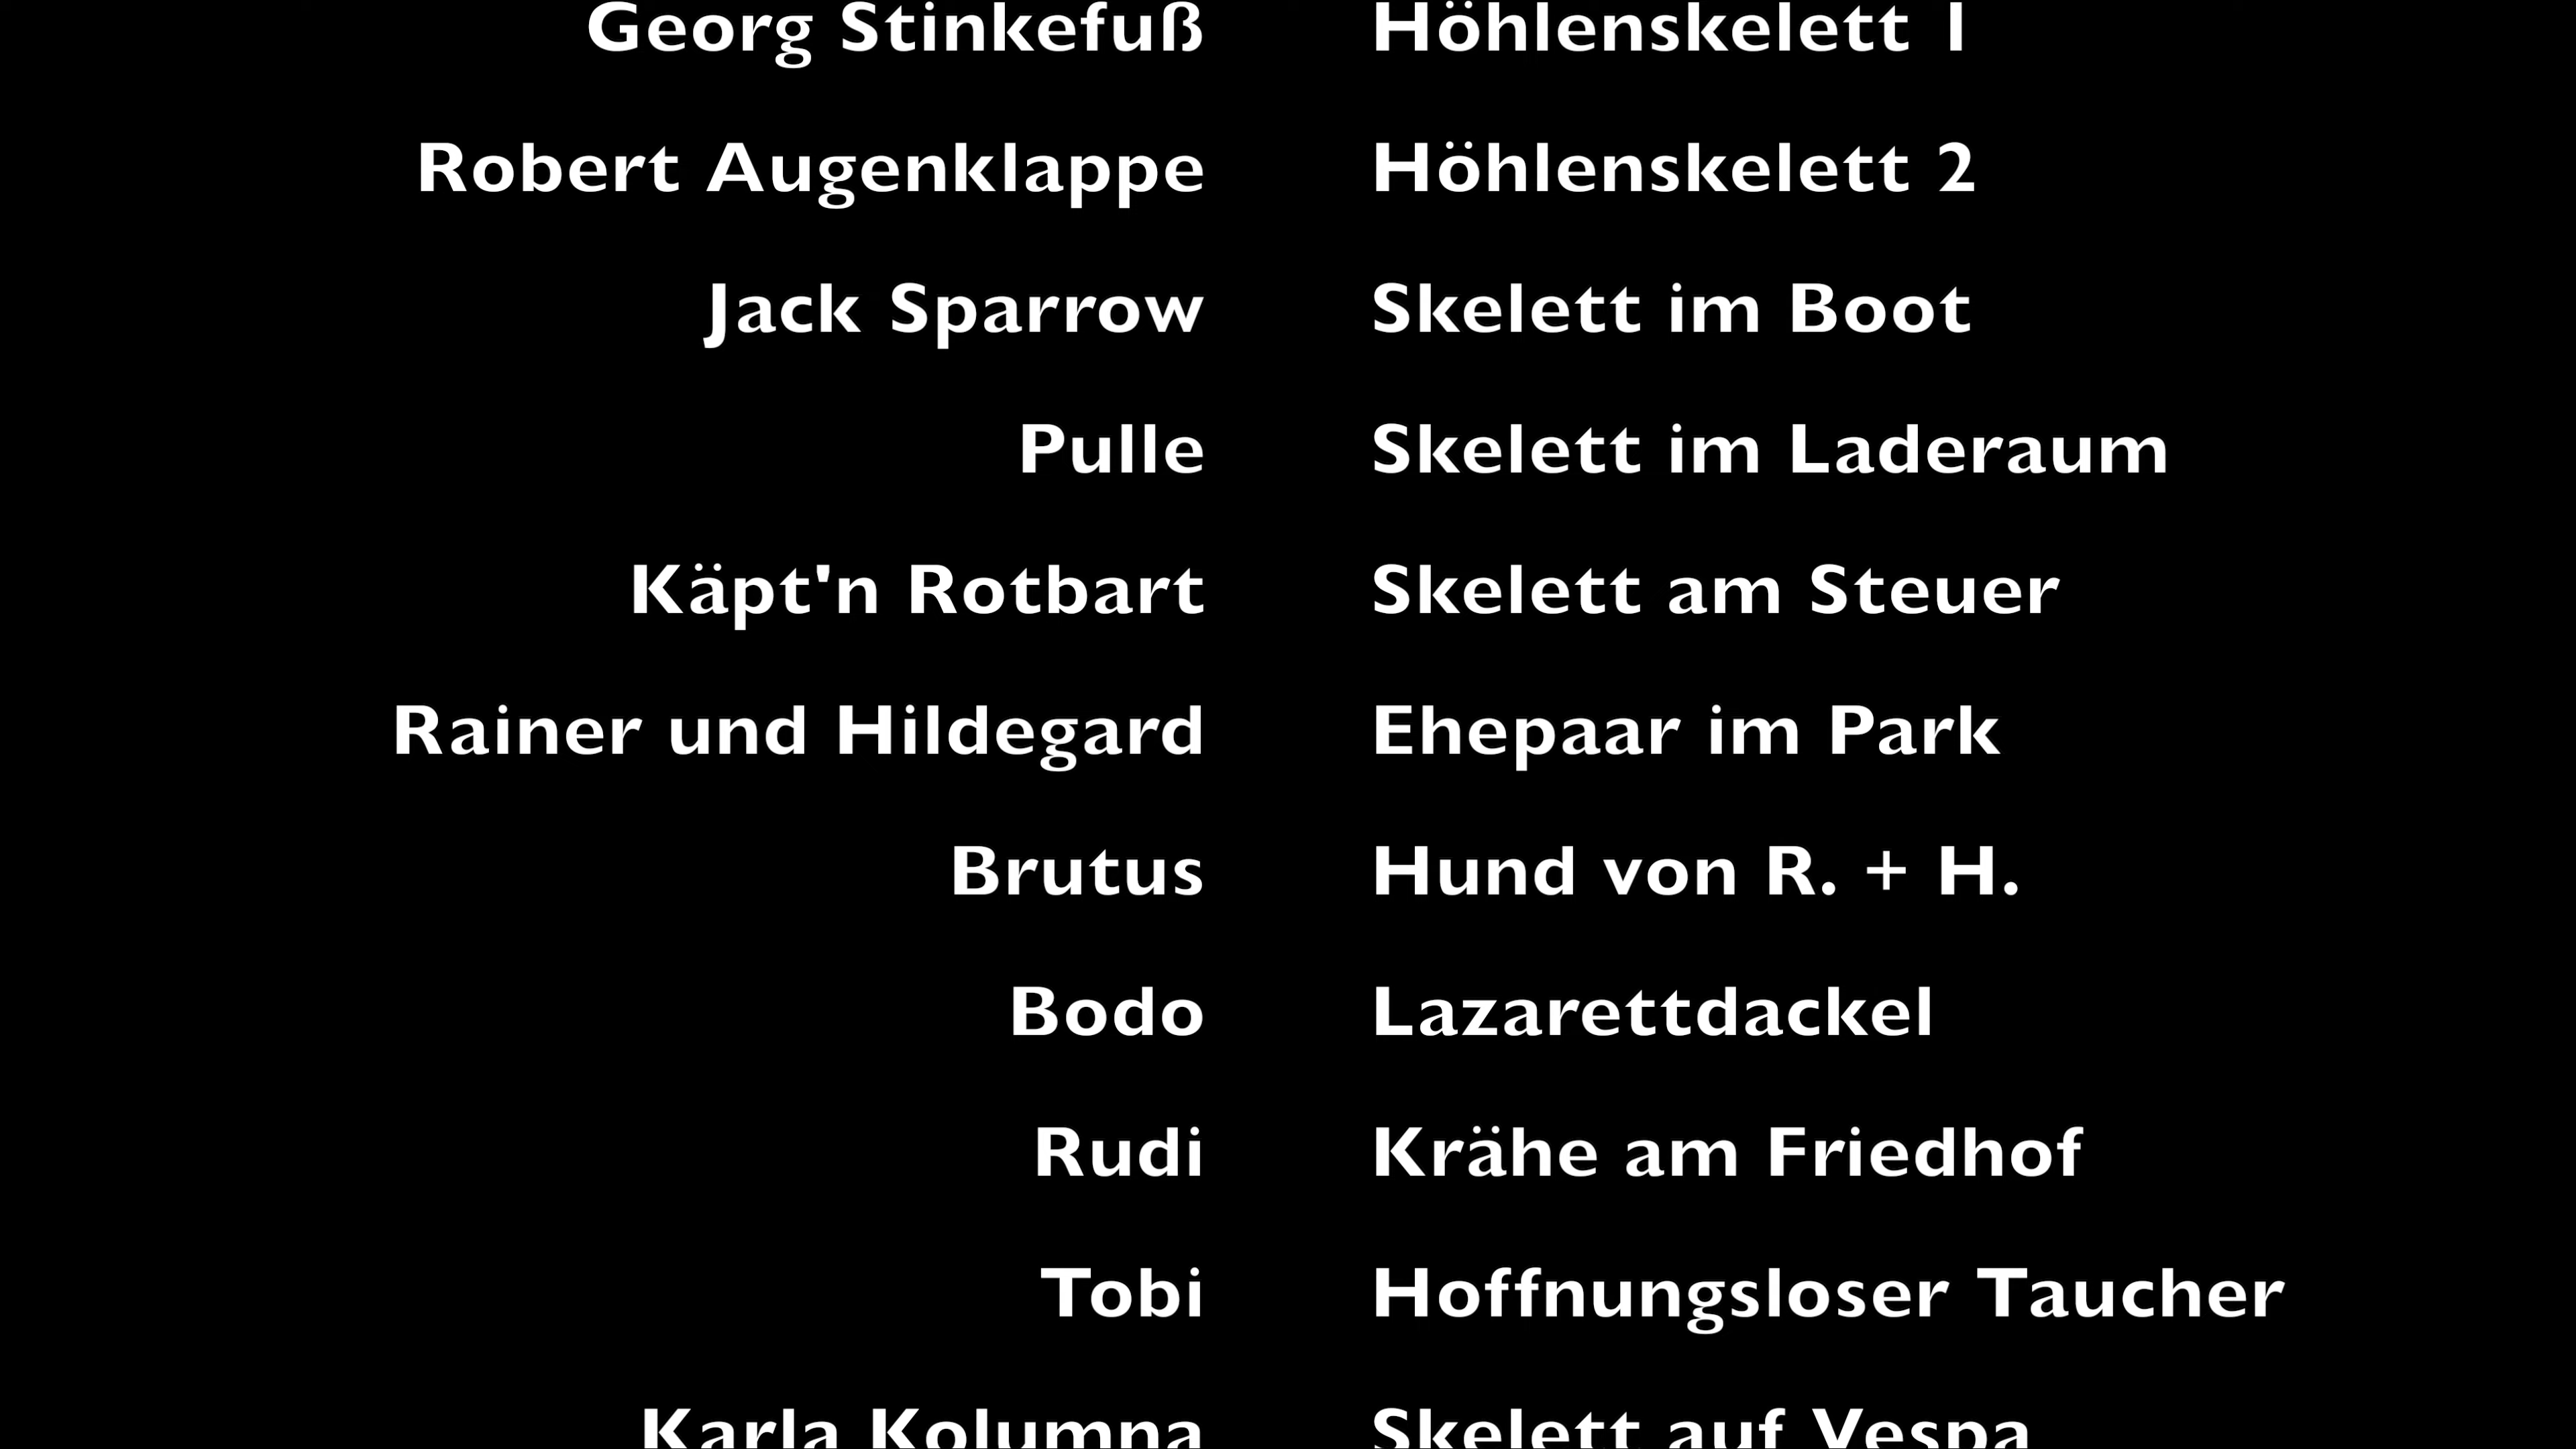 Georg Stinkefuß Höhlenskelett 1
Robert Augenklappe Höhlenskelett 2
Jack Sparrow Skelett im Boot
Pulle Skelett im Laderaum
Käpt'n Rotbart Skelett am Steuer
Rainer und Hildegard Ehepaar im Park
Brutus Hund von R. + H.
Bodo Lazarettdackel
Rudi Krähe am Friedhof
Tobi Hoffnungsloser Taucher
Karla Kolumna Skelett auf Vespa